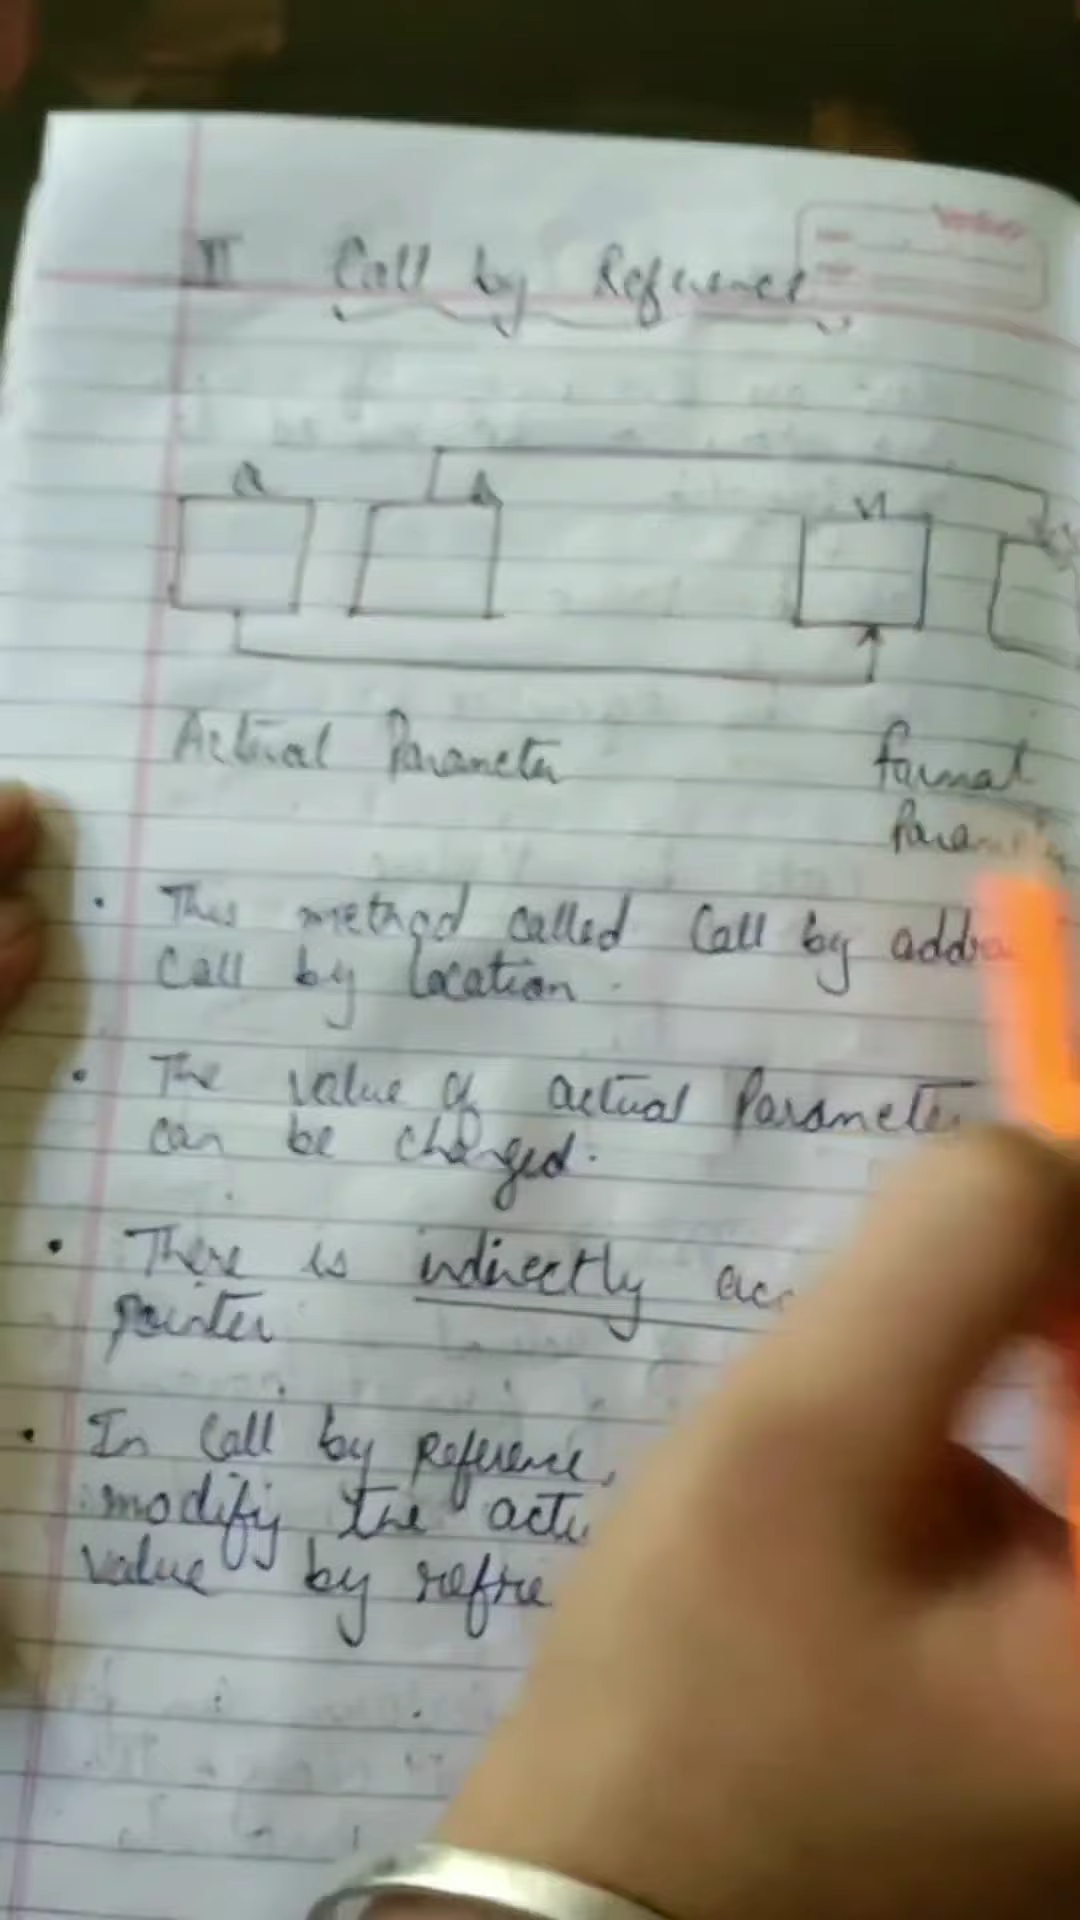 II Call by Reference
a
Actual Parameter
formal
This method called Call by
Call by location.
The value of actual Parameter
can be changed.
There is indirectly
pointer
In Call by Reference,
modify the
value by